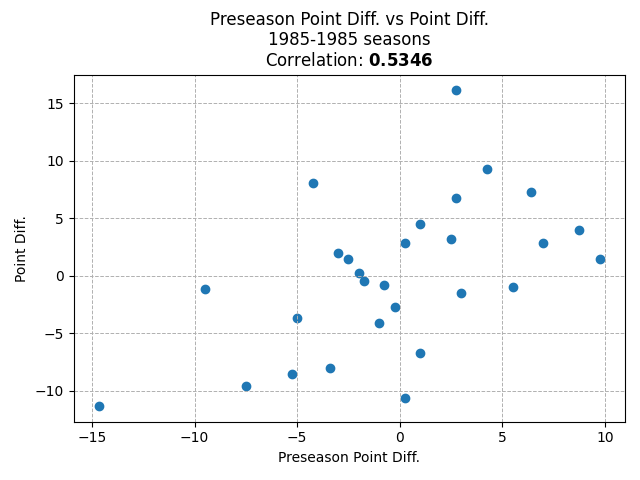 Preseason Point Diff. vs Point Diff.
1985-1985 seasons
Correlation: 0.5346
15
10
5
0
−5
−10
Point Diff.
−15
−10
−5
0
5
10
Preseason Point Diff.